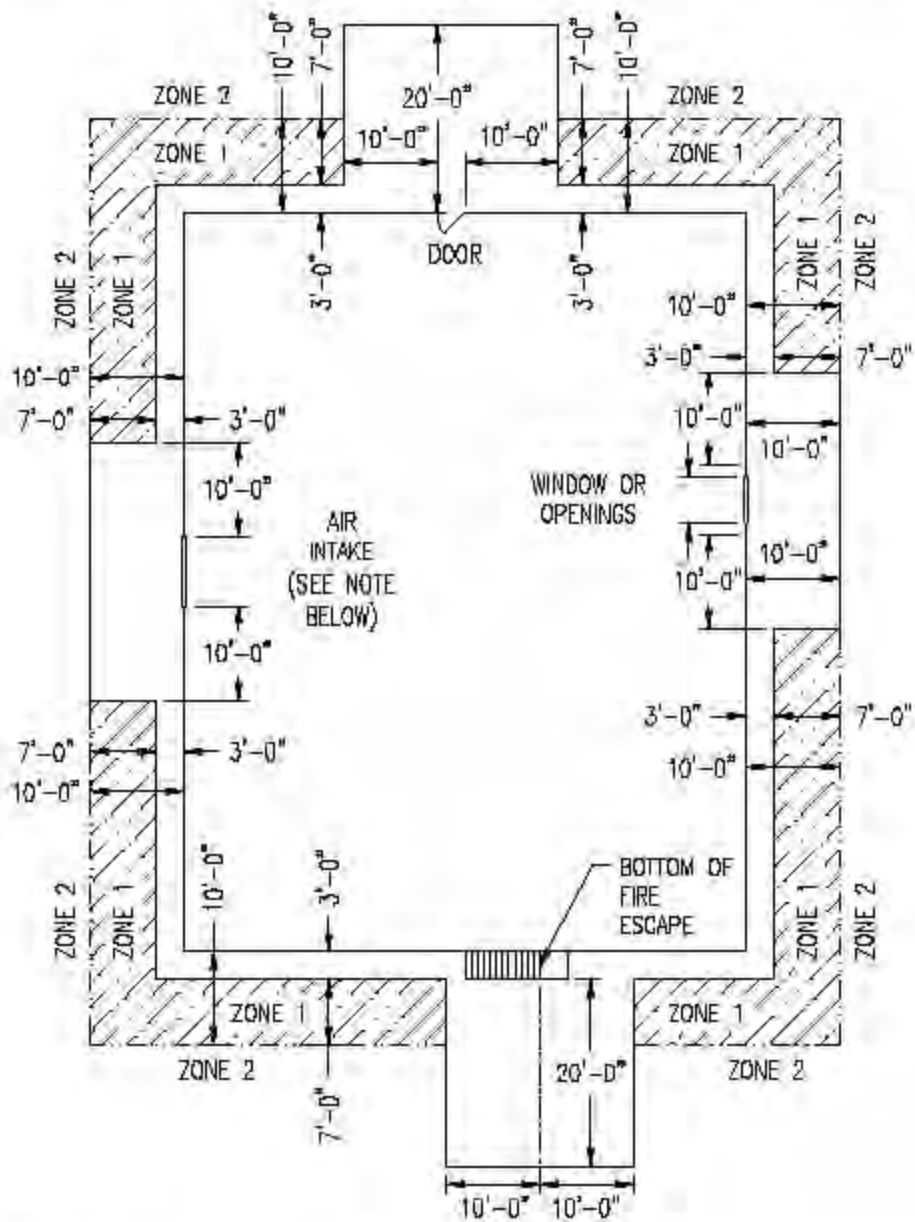 10'-0"
7'-0"
7'-0"
10'-0"
ZONE 2
20'-0"
ZONE 2
ZONE 1
10'-0"
10'-0"
ZONE 1
DOOR
3'-0"
3'-0"
ZONE 2
ZONE 1
ZONE 1
ZONE 2
10'-0"
3'-0"
7'-0"
10'-0"
7'-0"
3'-0"
10'-0"
10'-0"
10'-0"
WINDOW OR
OPENINGS
AIR
INTAKE
(SEE NOTE
BELOW)
10'-0"
10'-0"
10'-0"
3'-0"
7'-0"
7'-0"
3'-0"
10'-0"
10'-0"
10'-0"
3'-0"
BOTTOM OF
FIRE
ESCAPE
ZONE 2
ZONE 1
ZONE 1
ZONE 2
ZONE 1
ZONE 1
ZONE 2
7'-0"
20'-0"
ZONE 2
10'-0"
10'-0"